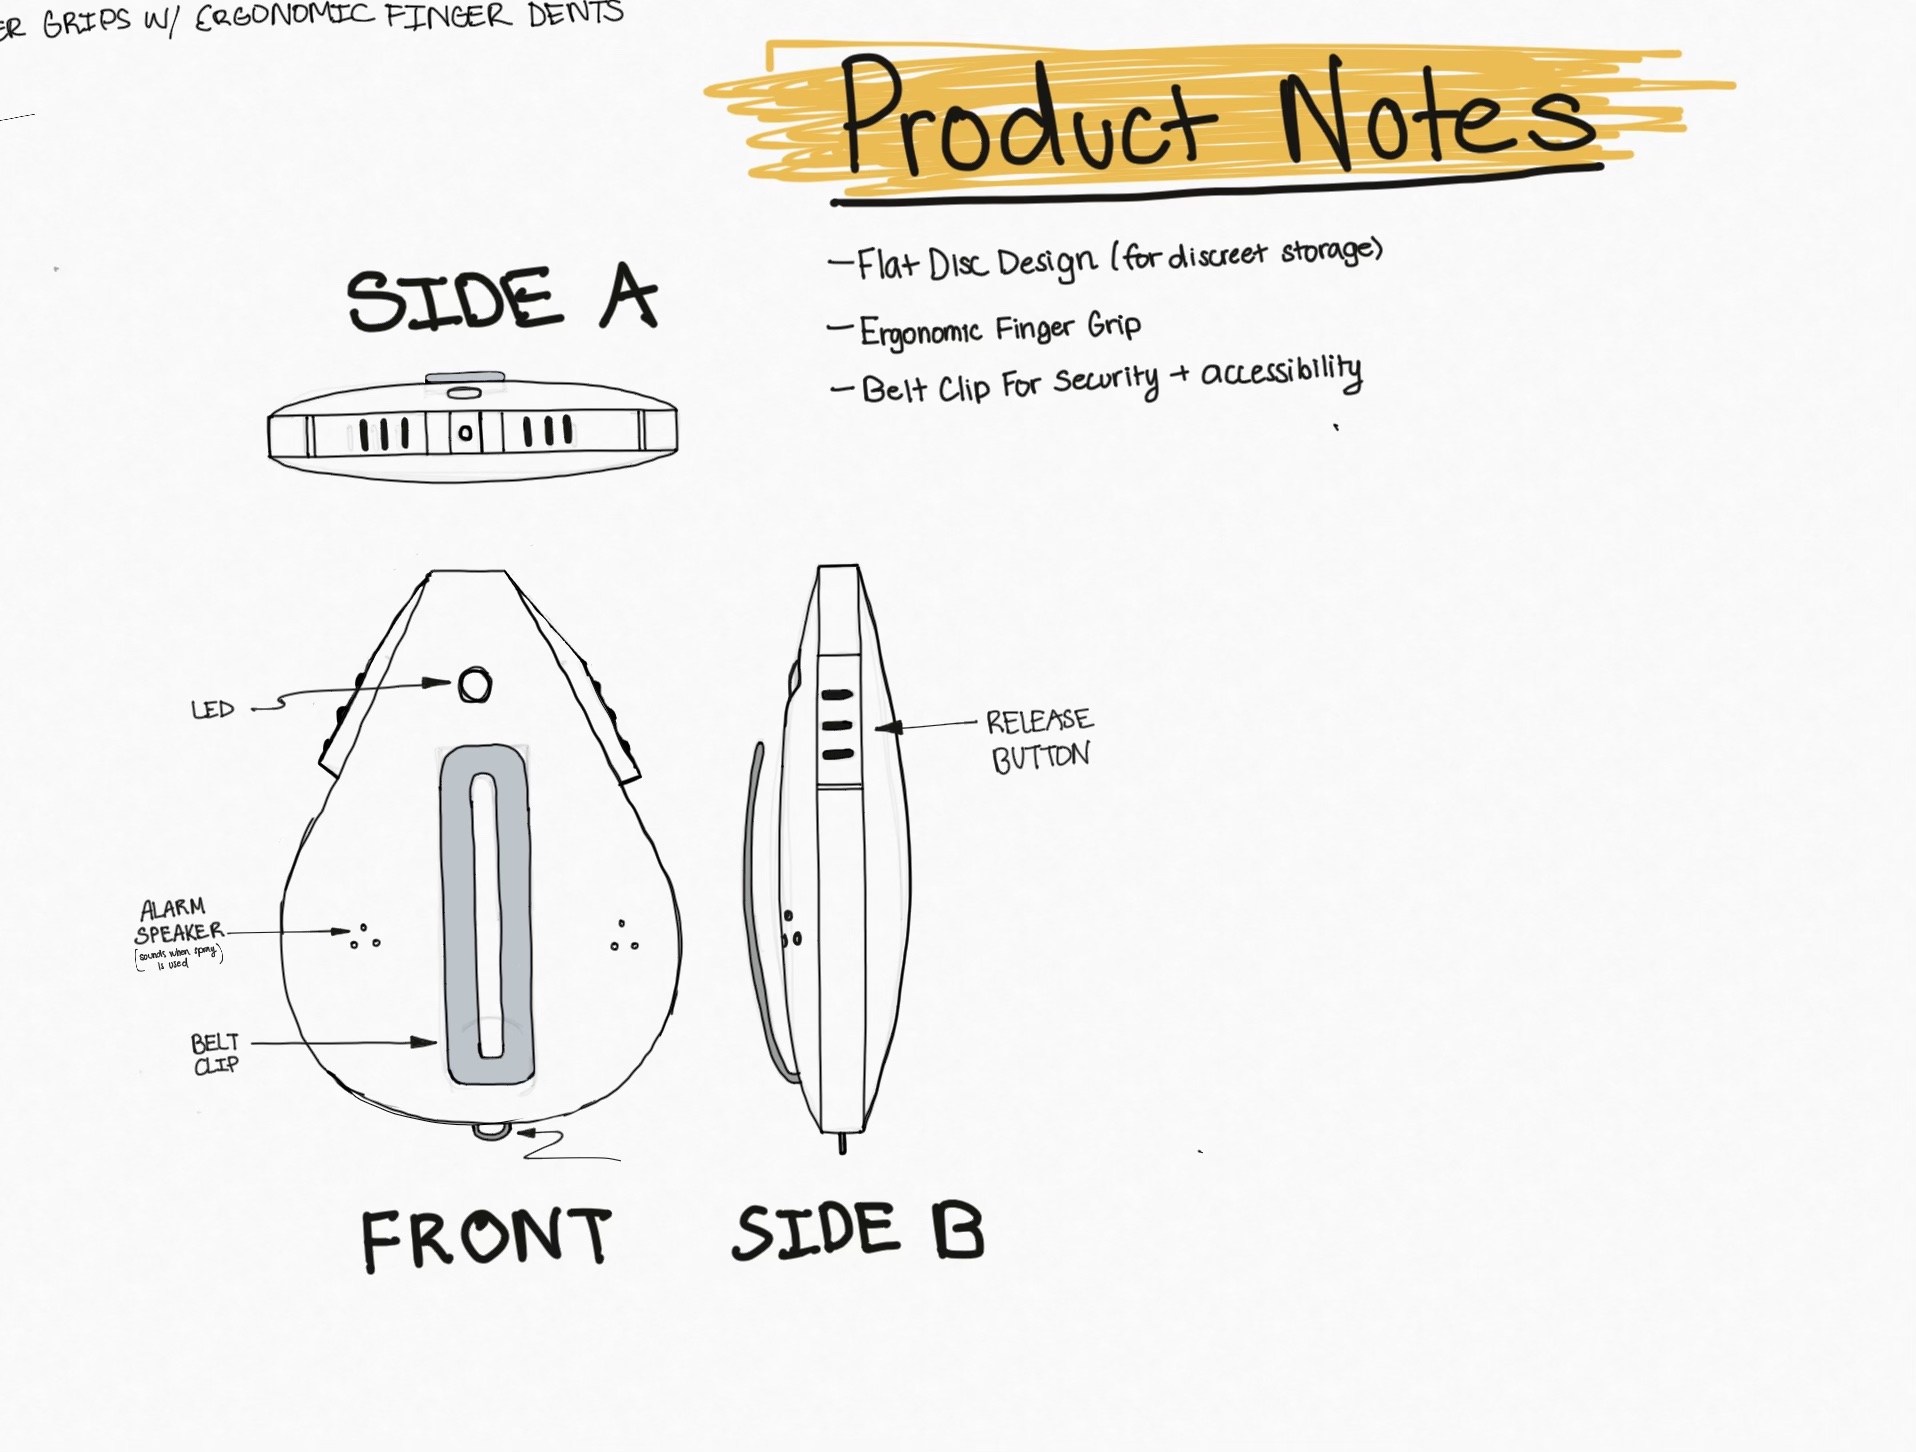 ER GRIPS W/ ERGONOMIC FINGER DENTS
Product Notes
— Flat Disc Design (for discreet storage)
— Ergonomic Finger Grip
— Belt Clip For Security + accessibility
SIDE A
LED
RELEASE
BUTTON
ALARM
SPEAKER
(sounds when spray
is used)
BELT
CLIP
FRONT
SIDE B